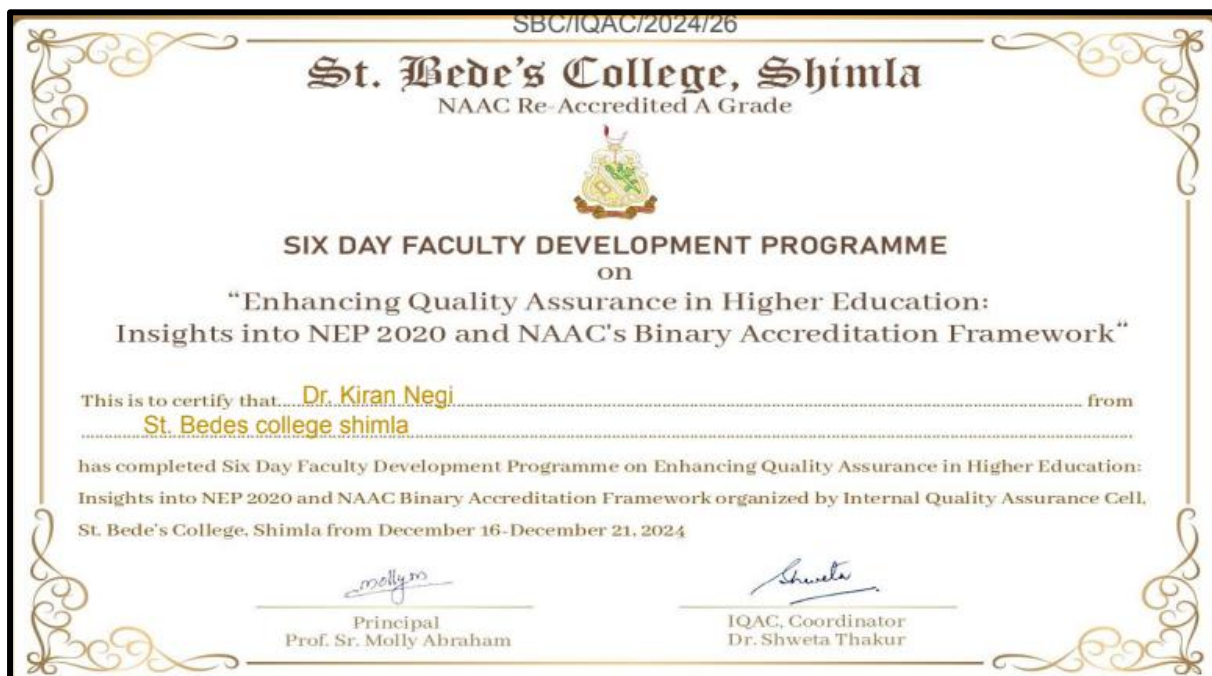 SBC/IQAC/2024/26
St. Bede's College, Shimla
NAAC Re-Accredited A Grade
SIX DAY FACULTY DEVELOPMENT PROGRAMME
on
“Enhancing Quality Assurance in Higher Education:
Insights into NEP 2020 and NAAC's Binary Accreditation Framework“
This is to certify that Dr. Kiran Negi from
St. Bedes college shimla
has completed Six Day Faculty Development Programme on Enhancing Quality Assurance in Higher Education:
Insights into NEP 2020 and NAAC Binary Accreditation Framework organized by Internal Quality Assurance Cell,
St. Bede's College, Shimla from December 16-December 21, 2024
mollym Shweta
Principal IQAC, Coordinator
Prof. Sr. Molly Abraham Dr. Shweta Thakur